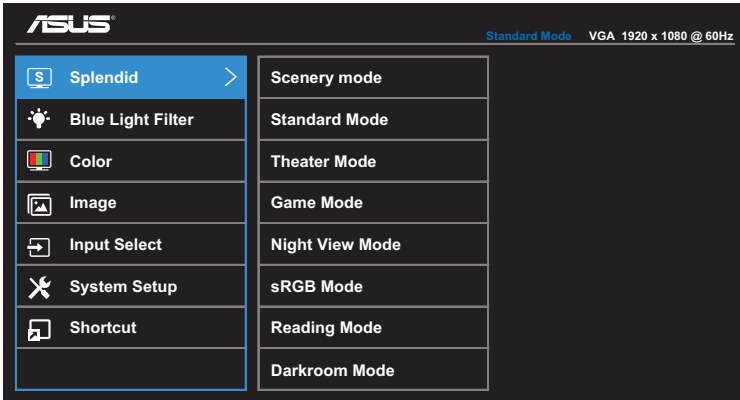 ASUS®
Standard Mode VGA 1920 x 1080 @ 60Hz
S Splendid
Blue Light Filter
Color
Image
Input Select
System Setup
Shortcut
Scenery mode
Standard Mode
Theater Mode
Game Mode
Night View Mode
sRGB Mode
Reading Mode
Darkroom Mode